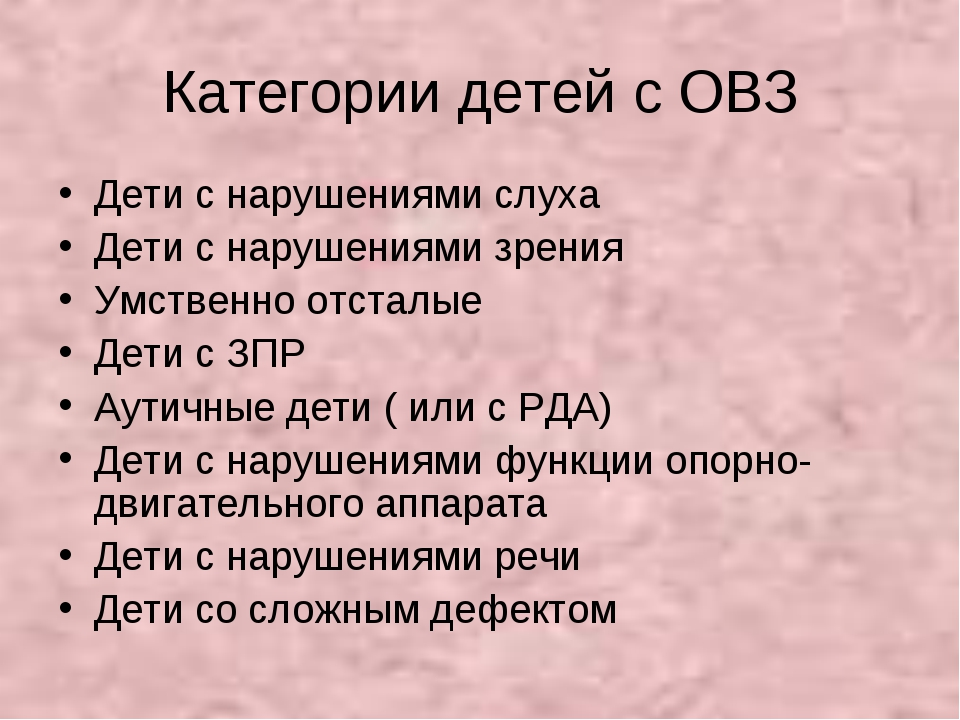 Категории детей с ОВЗ
• Дети с нарушениями слуха
• Дети с нарушениями зрения
• Умственно отсталые
• Дети с ЗПР
• Аутичные дети ( или с РДА)
• Дети с нарушениями функции опорно-
двигательного аппарата
• Дети с нарушениями речи
• Дети со сложным дефектом